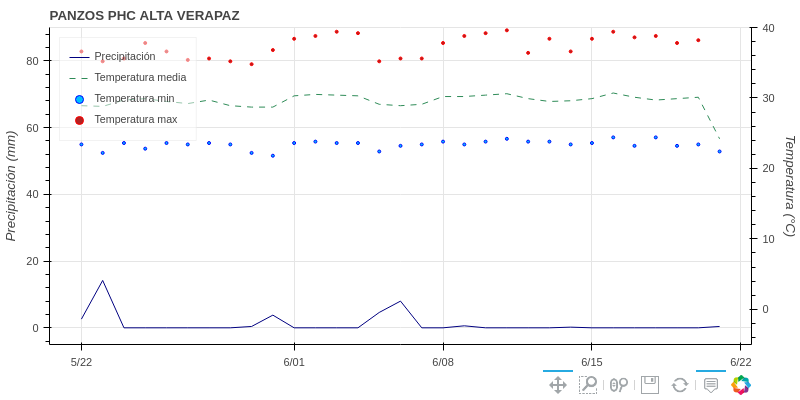 PANZOS PHC ALTA VERAPAZ
Precipitación
Temperatura media
Temperatura min
Temperatura max
Precipitación (mm)
80
60
40
20
0
Temperatura (°C)
40
30
20
10
0
5/22
6/01
6/08
6/15
6/22